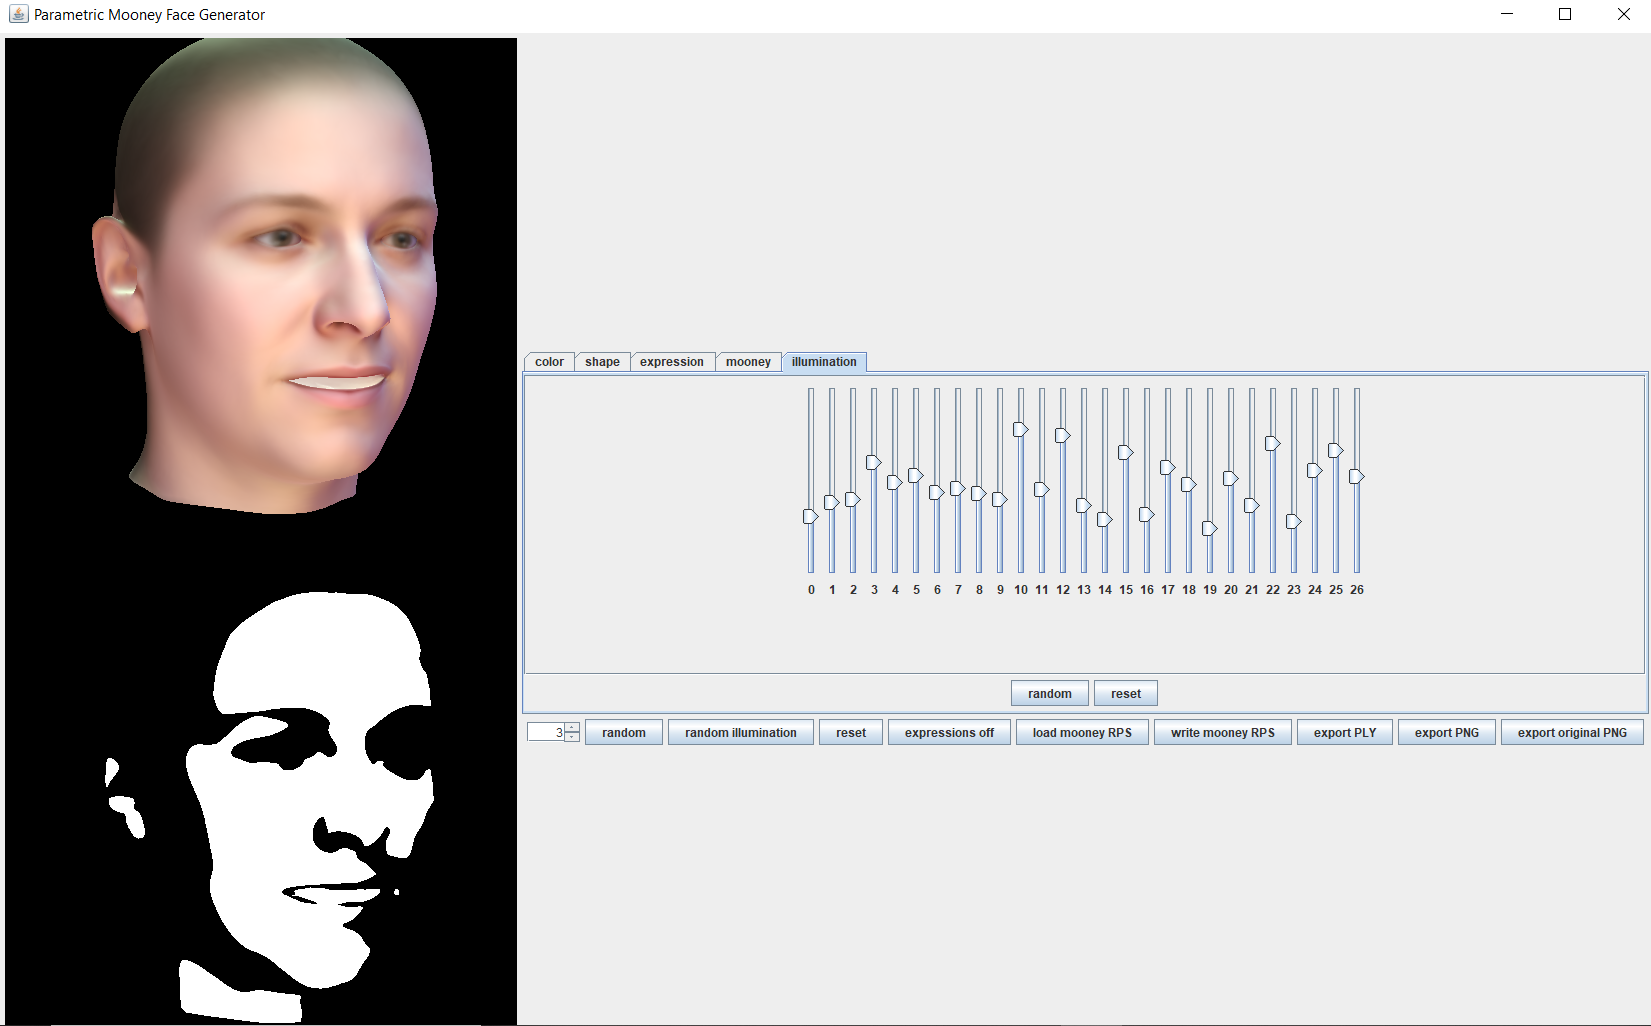 Parametric Mooney Face Generator
color shape expression mooney illumination
0 1 2 3 4 5 6 7 8 9 10 11 12 13 14 15 16 17 18 19 20 21 22 23 24 25 26
random reset
3 random random illumination reset expressions off load mooney RPS write mooney RPS export PLY export PNG export original PNG